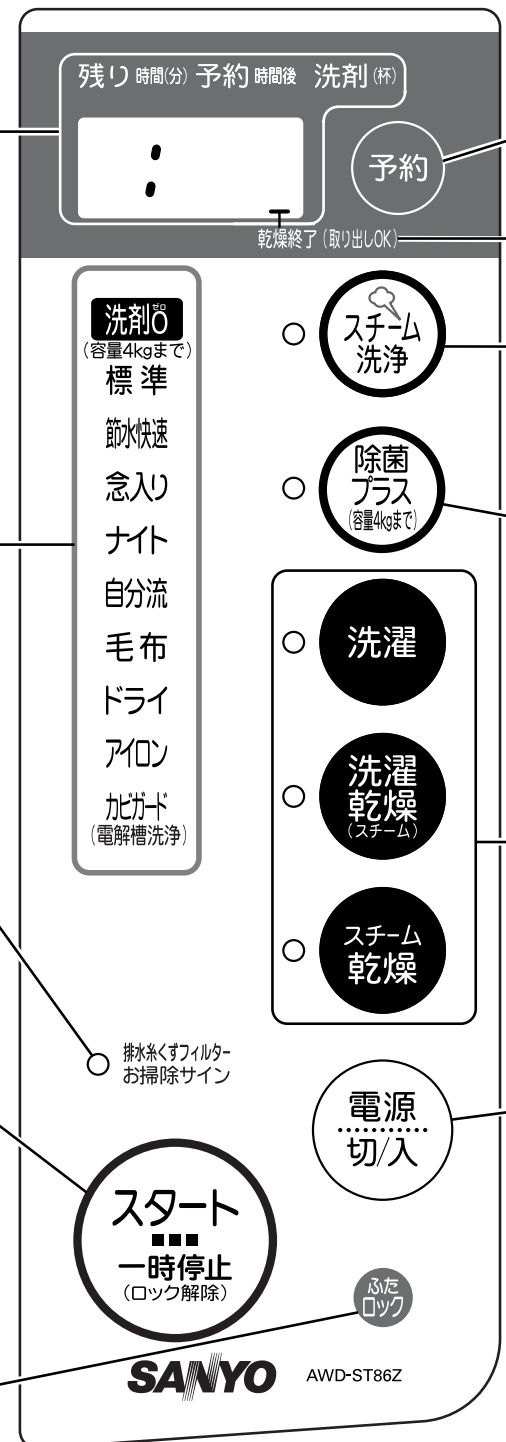 残り時間(分) 予約時間後 洗剤(杯)
:
予約
乾燥終了(取り出しOK)
洗剤0
ゼロ
(容量4kgまで)
標準
節水快速
念入り
ナイト
自分流
毛布
ドライ
アイロン
カビガード
(電解槽洗浄)
スチーム
洗浄
除菌
プラス
(容量4kgまで)
洗濯
洗濯
乾燥
(スチーム)
スチーム
乾燥
排水糸くずフィルター
お掃除サイン
電源
切/入
スタート
一時停止
(ロック解除)
ふた
ロック
SANYO AWD-ST86Z